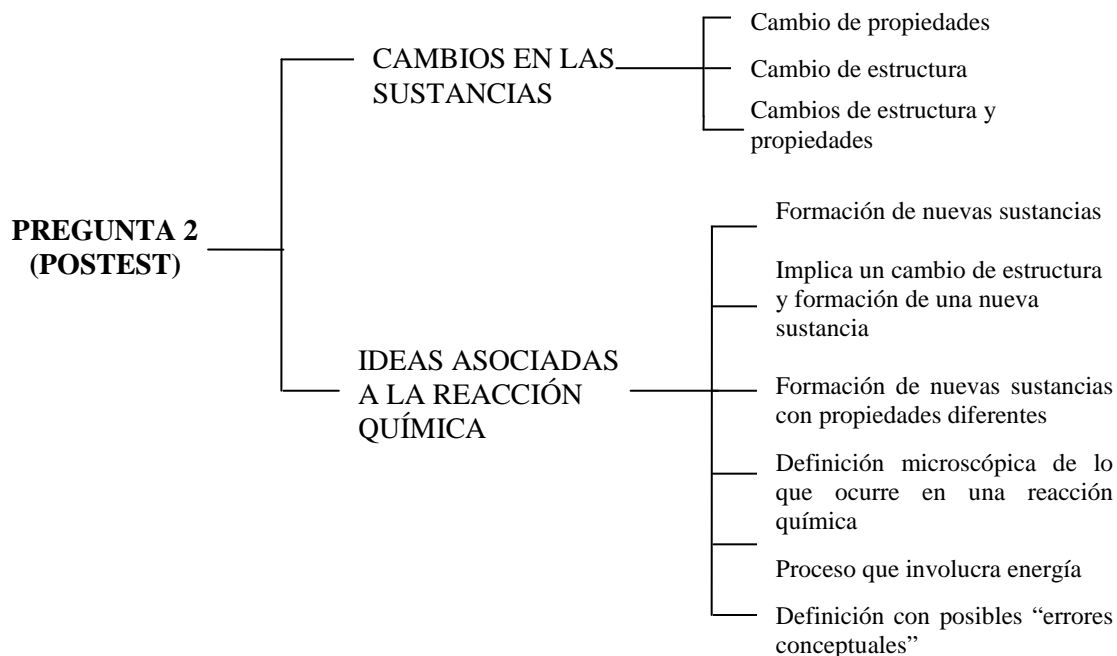 PREGUNTA 2
(POSTEST)
CAMBIOS EN LAS
SUSTANCIAS
Cambio de propiedades
Cambio de estructura
Cambios de estructura y
propiedades
IDEAS ASOCIADAS
A LA REACCIÓN
QUÍMICA
Formación de nuevas sustancias
Implica un cambio de estructura
y formación de una nueva
sustancia
Formación de nuevas sustancias
con propiedades diferentes
Definición microscópica de lo
que ocurre en una reacción
química
Proceso que involucra energía
Definición con posibles “errores
conceptuales”